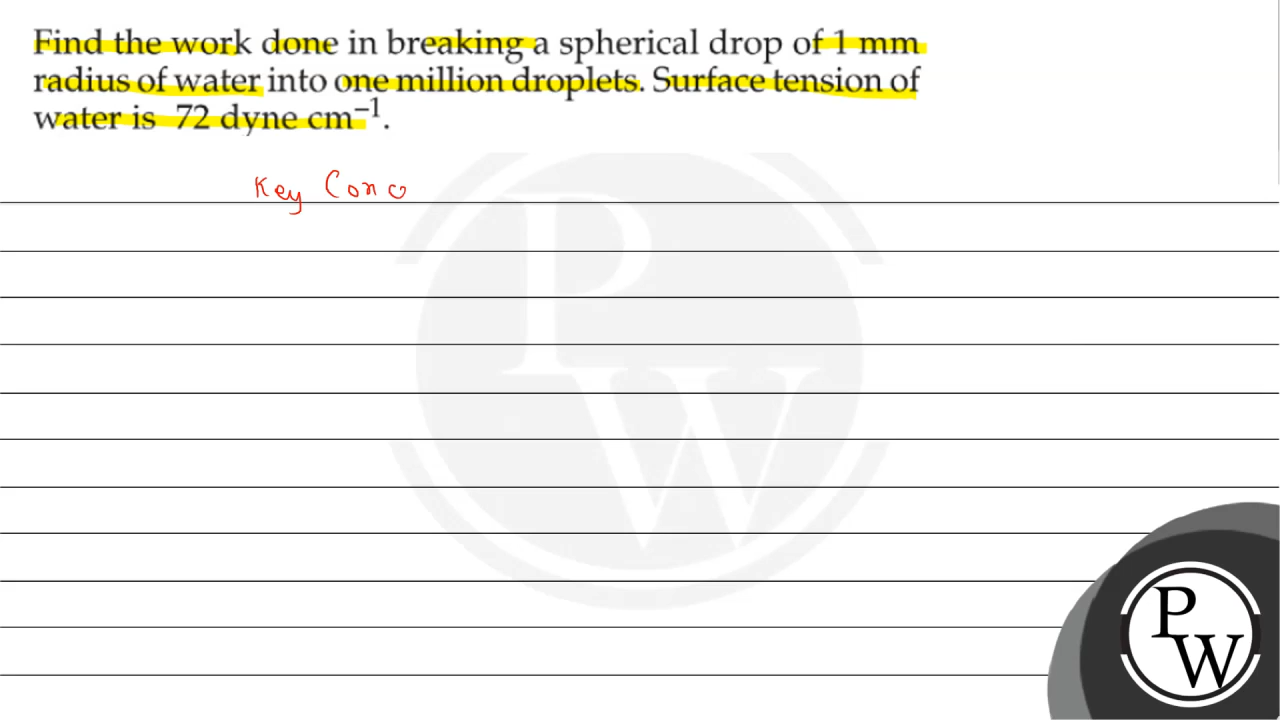 Find the work done in breaking a spherical drop of 1 mm
radius of water into one million droplets. Surface tension of
water is 72 dyne cm⁻¹.
Key Conc
P
W
P
W